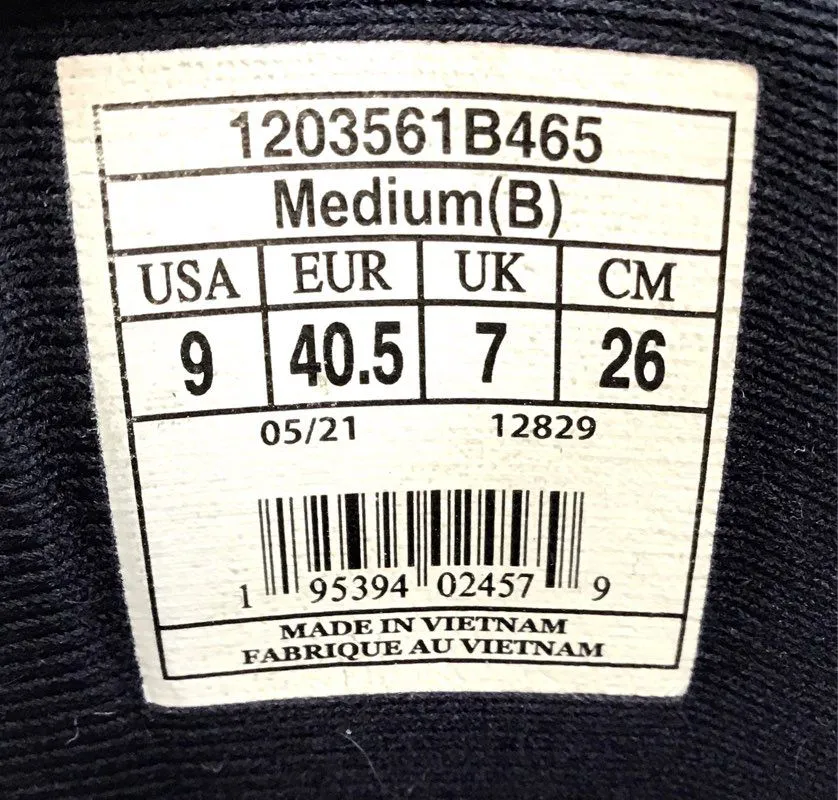 1203561B465
Medium(B)
USA EUR UK CM
9 40.5 7 26
05/21 12829
1 95394 02457 9
MADE IN VIETNAM
FABRIQUE AU VIETNAM